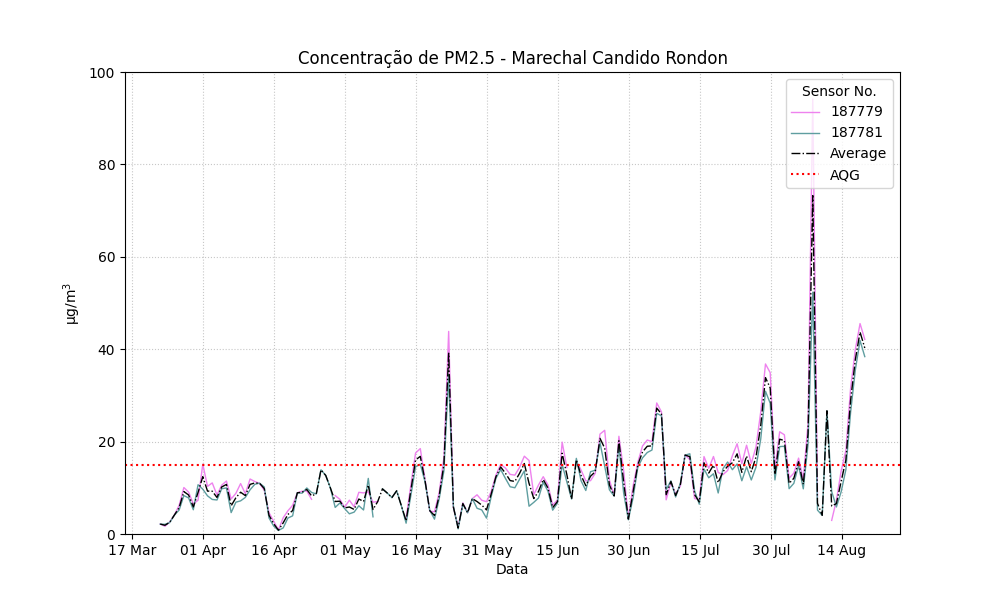 Concentração de PM2.5 - Marechal Candido Rondon
100
80
60
40
20
0
µg/m³
Sensor No.
187779
187781
Average
AQG
17 Mar
01 Apr
16 Apr
01 May
16 May
31 May
15 Jun
30 Jun
15 Jul
30 Jul
14 Aug
Data